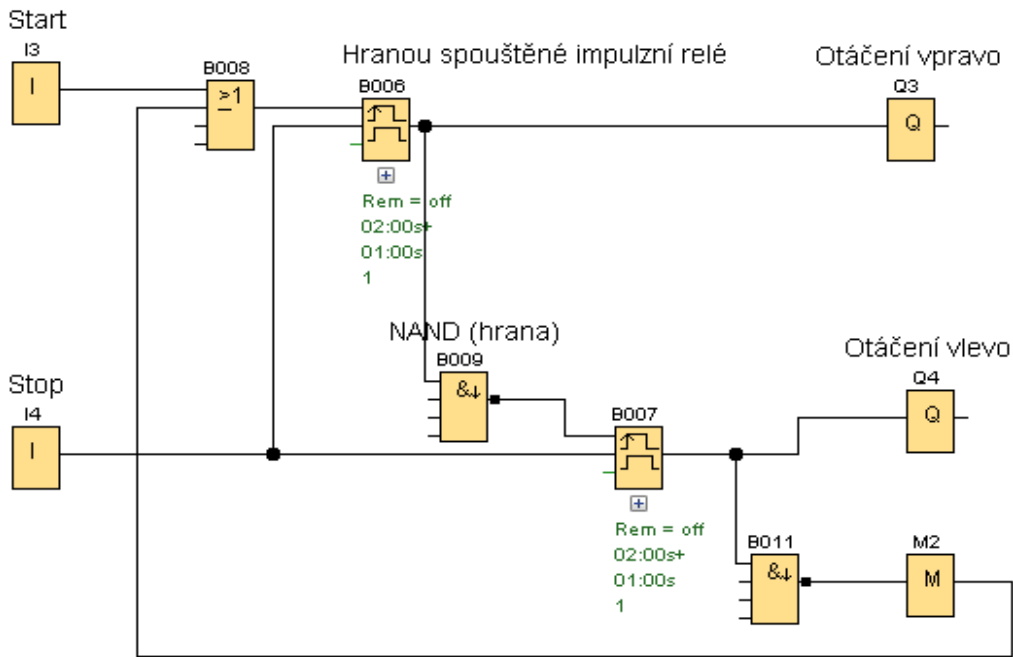 Start
I3
I
B008
≥1
Hranou spouštěné impulzní relé
B006
Rem = off
02:00s+
01:00s
1
Otáčení vpravo
Q3
Q
NAND (hrana)
B009
&↓
Stop
I4
I
B007
Rem = off
02:00s+
01:00s
1
Otáčení vlevo
Q4
Q
B011
&↓
M2
M